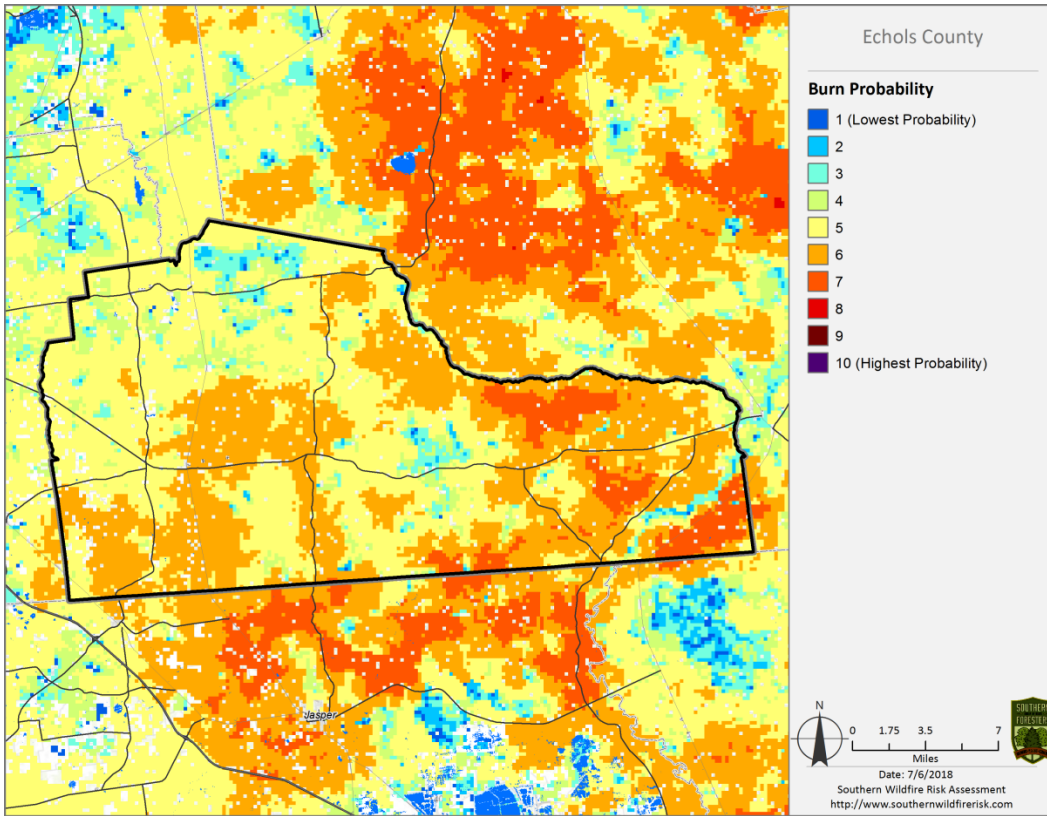 Echols County
Burn Probability
1 (Lowest Probability)
2
3
4
5
6
7
8
9
10 (Highest Probability)
Jasper
N
0 1.75 3.5 7
Miles
SOUTHERN
FORESTERS
Date: 7/6/2018
Southern Wildfire Risk Assessment
http://www.southernwildfirerisk.com